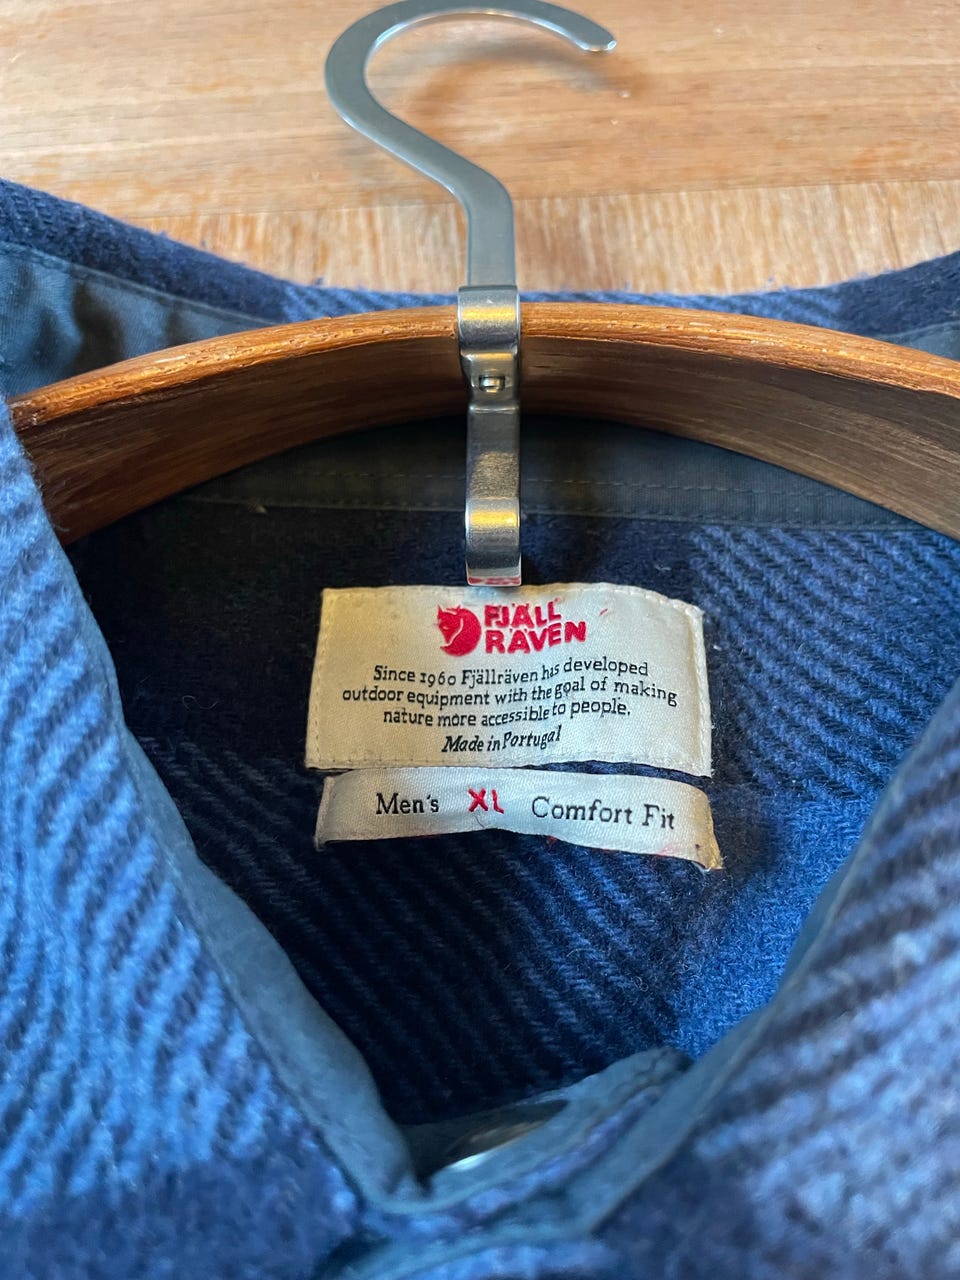 FJÄLL
RÄVEN
Since 1960 Fjällräven has developed
outdoor equipment with the goal of making
nature more accessible to people.
Made in Portugal
Men's XL Comfort Fit